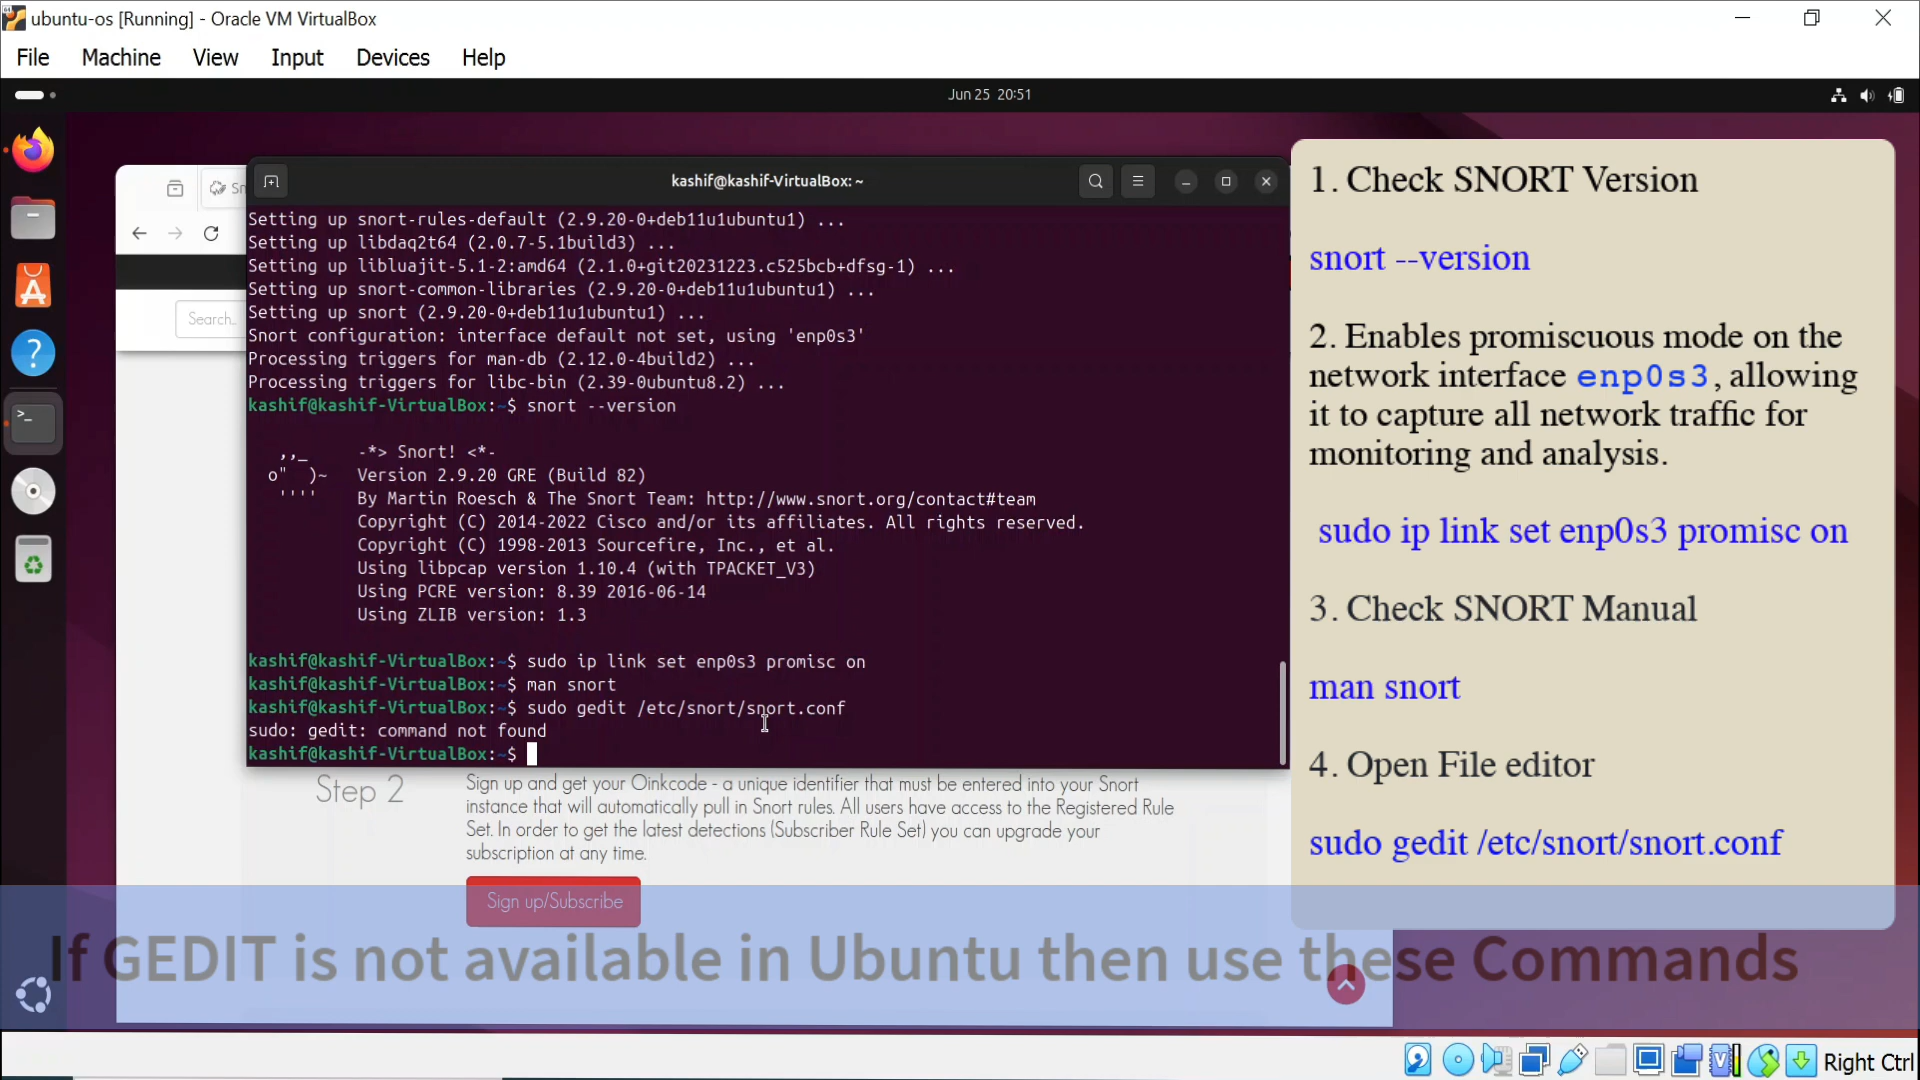 ubuntu-os [Running] - Oracle VM VirtualBox
File Machine View Input Devices Help
Jun 25 20:51
kashif@kashif-VirtualBox: ~
Sn
Search..
Setting up snort-rules-default (2.9.20-0+deb11u1ubuntu1) ...
Setting up libdaq2t64 (2.0.7-5.1build3) ...
Setting up libluajit-5.1-2:amd64 (2.1.0+git20231223.c525bcb+dfsg-1) ...
Setting up snort-common-libraries (2.9.20-0+deb11u1ubuntu1) ...
Setting up snort (2.9.20-0+deb11u1ubuntu1) ...
Snort configuration: interface default not set, using 'enp0s3'
Processing triggers for man-db (2.12.0-4build2) ...
Processing triggers for libc-bin (2.39-0ubuntu8.2) ...
kashif@kashif-VirtualBox:~$ snort --version
,,_     -*> Snort! <*-
o"  )~   Version 2.9.20 GRE (Build 82)
''''    By Martin Roesch & The Snort Team: http://www.snort.org/contact#team
Copyright (C) 2014-2022 Cisco and/or its affiliates. All rights reserved.
Copyright (C) 1998-2013 Sourcefire, Inc., et al.
Using libpcap version 1.10.4 (with TPACKET_V3)
Using PCRE version: 8.39 2016-06-14
Using ZLIB version: 1.3
kashif@kashif-VirtualBox:~$ sudo ip link set enp0s3 promisc on
kashif@kashif-VirtualBox:~$ man snort
kashif@kashif-VirtualBox:~$ sudo gedit /etc/snort/snort.conf
sudo: gedit: command not found
kashif@kashif-VirtualBox:~$
Step 2
Sign up and get your Oinkcode - a unique identifier that must be entered into your Snort
instance that will automatically pull in Snort rules. All users have access to the Registered Rule
Set. In order to get the latest detections (Subscriber Rule Set) you can upgrade your
subscription at any time.
Sign up/Subscribe
1. Check SNORT Version
snort --version
2. Enables promiscuous mode on the
network interface enp0s3, allowing
it to capture all network traffic for
monitoring and analysis.
sudo ip link set enp0s3 promisc on
3. Check SNORT Manual
man snort
4. Open File editor
sudo gedit /etc/snort/snort.conf
If GEDIT is not available in Ubuntu then use these Commands
Right Ctrl